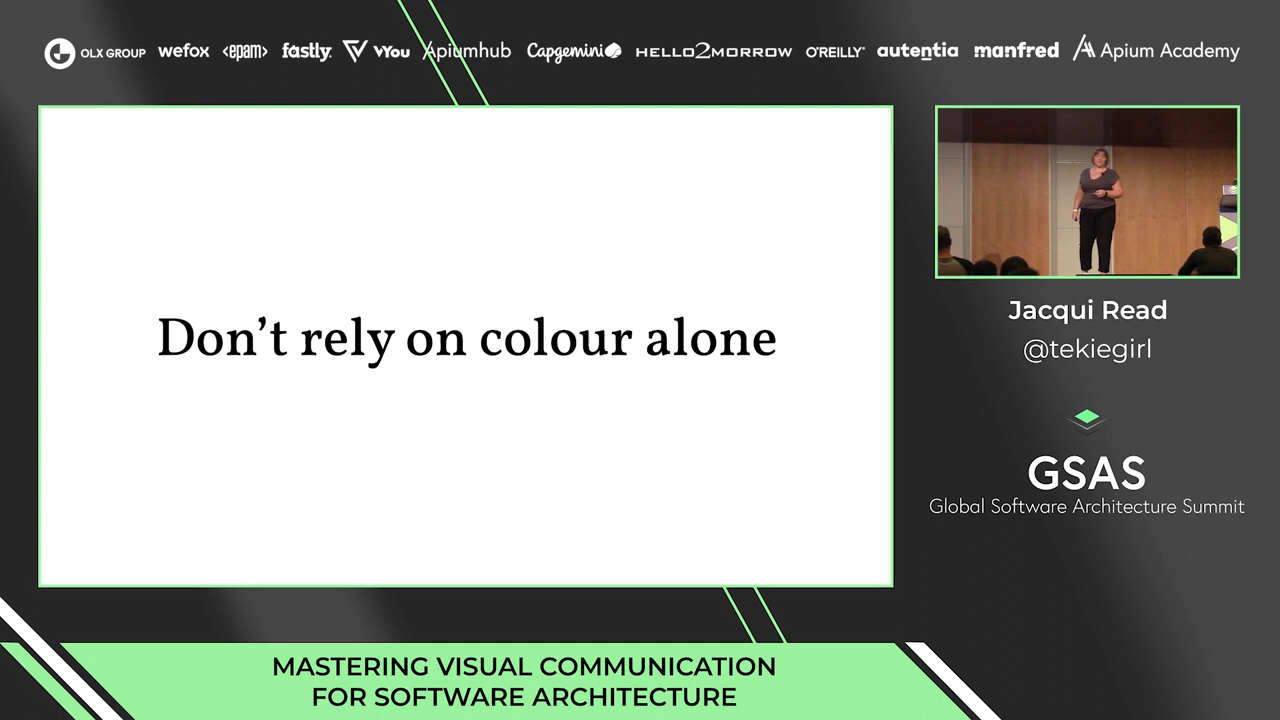 OLX GROUP wefox <epam> fastly. vYou Apiumhub Capgemini HELLO2MORROW O'REILLY® autentia manfred Apium Academy
Don't rely on colour alone
Jacqui Read
@tekiegirl
GSAS
Global Software Architecture Summit
MASTERING VISUAL COMMUNICATION
FOR SOFTWARE ARCHITECTURE